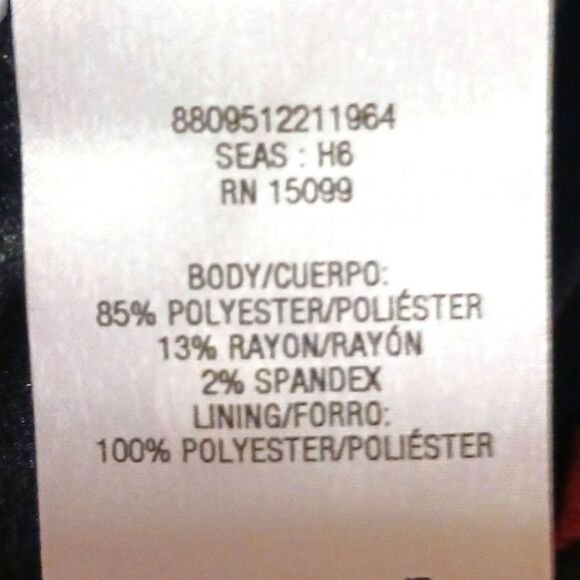 8809512211964
SEAS : H6
RN 15099
BODY/CUERPO:
85% POLYESTER/POLIÉSTER
13% RAYON/RAYÓN
2% SPANDEX
LINING/FORRO:
100% POLYESTER/POLIÉSTER